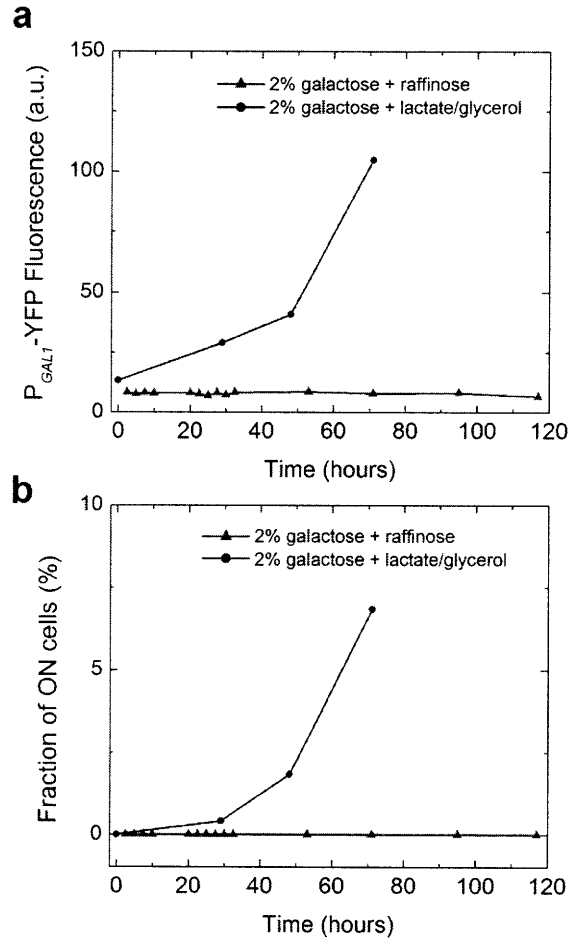 a
150
100
50
0
P_GAL1-YFP Fluorescence (a.u.)
2% galactose + raffinose
2% galactose + lactate/glycerol
0 20 40 60 80 100 120
Time (hours)
b
10
5
0
Fraction of ON cells (%)
2% galactose + raffinose
2% galactose + lactate/glycerol
0 20 40 60 80 100 120
Time (hours)